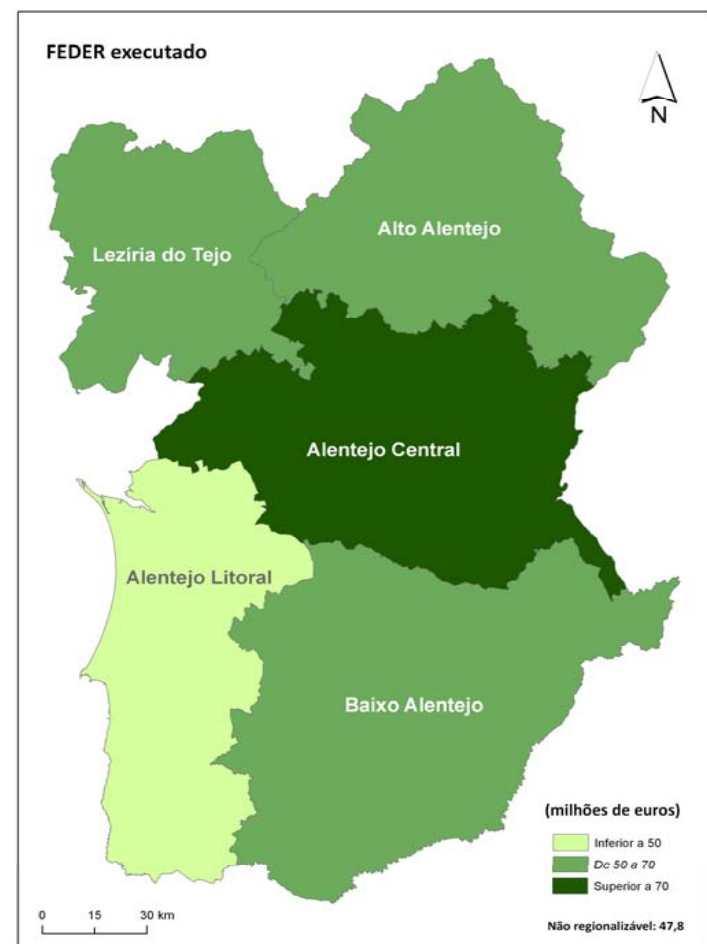 FEDER executado
N
Alto Alentejo
Lezíria do Tejo
Alentejo Central
Alentejo Litoral
Baixo Alentejo
(milhões de euros)
Inferior a 50
De 50 a 70
Superior a 70
0 15 30 km
Não regionalizável: 47,8